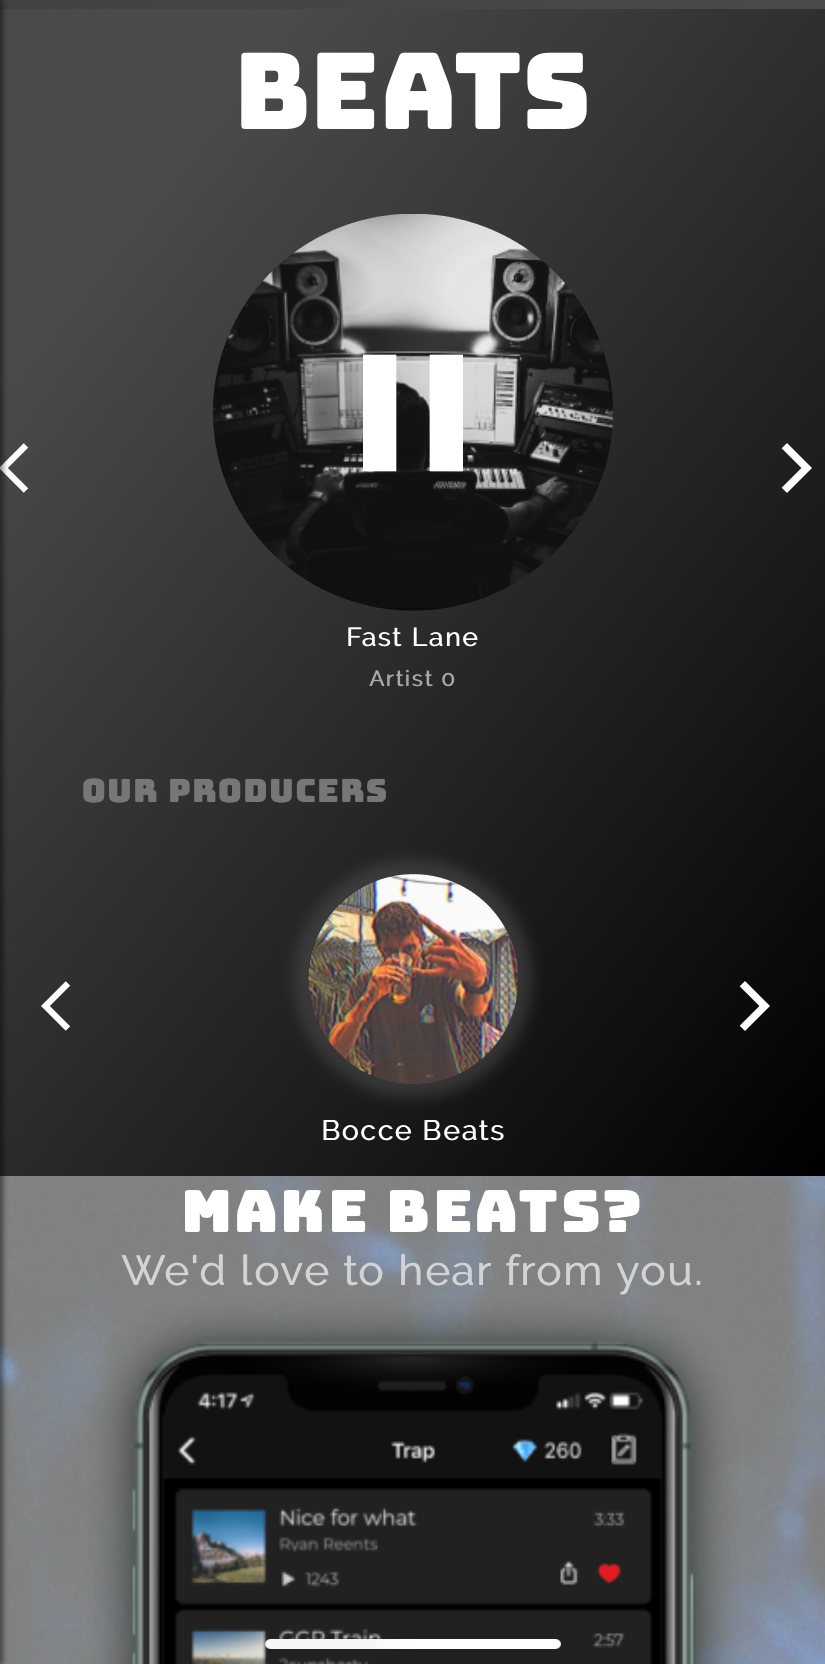 BEATS
Fast Lane
Artist 0
OUR PRODUCERS
Bocce Beats
MAKE BEATS?
We'd love to hear from you.
4:17
Trap
260
Nice for what
3:33
Ryan Reents
1243
2:57